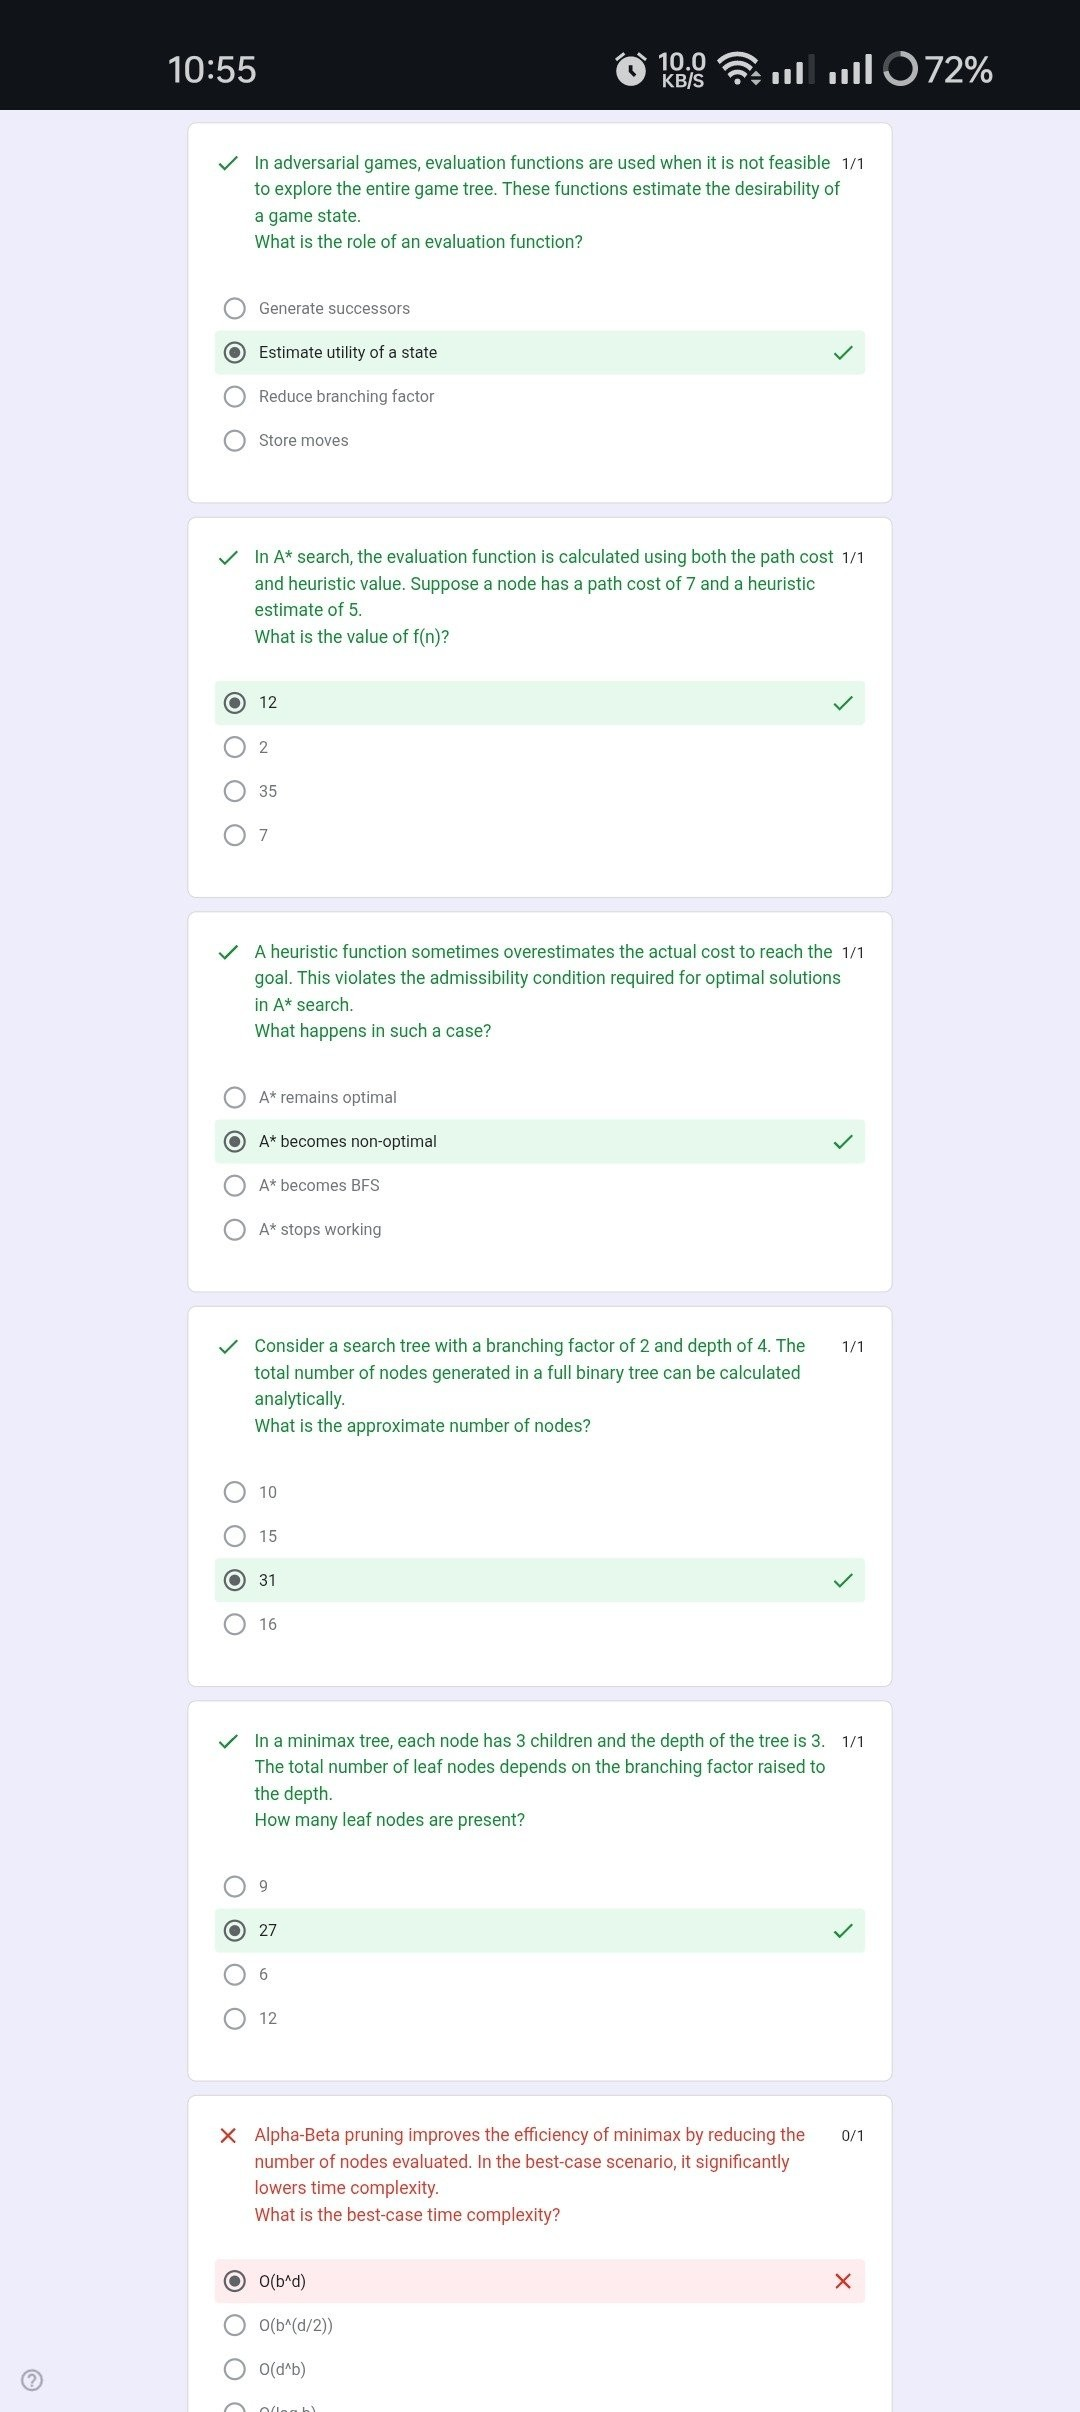 10:55
10.0
KB/S
72%
In adversarial games, evaluation functions are used when it is not feasible 1/1
to explore the entire game tree. These functions estimate the desirability of
a game state.
What is the role of an evaluation function?
Generate successors
Estimate utility of a state
Reduce branching factor
Store moves
In A* search, the evaluation function is calculated using both the path cost 1/1
and heuristic value. Suppose a node has a path cost of 7 and a heuristic
estimate of 5.
What is the value of f(n)?
12
2
35
7
A heuristic function sometimes overestimates the actual cost to reach the 1/1
goal. This violates the admissibility condition required for optimal solutions
in A* search.
What happens in such a case?
A* remains optimal
A* becomes non-optimal
A* becomes BFS
A* stops working
Consider a search tree with a branching factor of 2 and depth of 4. The 1/1
total number of nodes generated in a full binary tree can be calculated
analytically.
What is the approximate number of nodes?
10
15
31
16
In a minimax tree, each node has 3 children and the depth of the tree is 3. 1/1
The total number of leaf nodes depends on the branching factor raised to
the depth.
How many leaf nodes are present?
9
27
6
12
Alpha-Beta pruning improves the efficiency of minimax by reducing the 0/1
number of nodes evaluated. In the best-case scenario, it significantly
lowers time complexity.
What is the best-case time complexity?
O(b^d)
O(b^(d/2))
O(d^b)